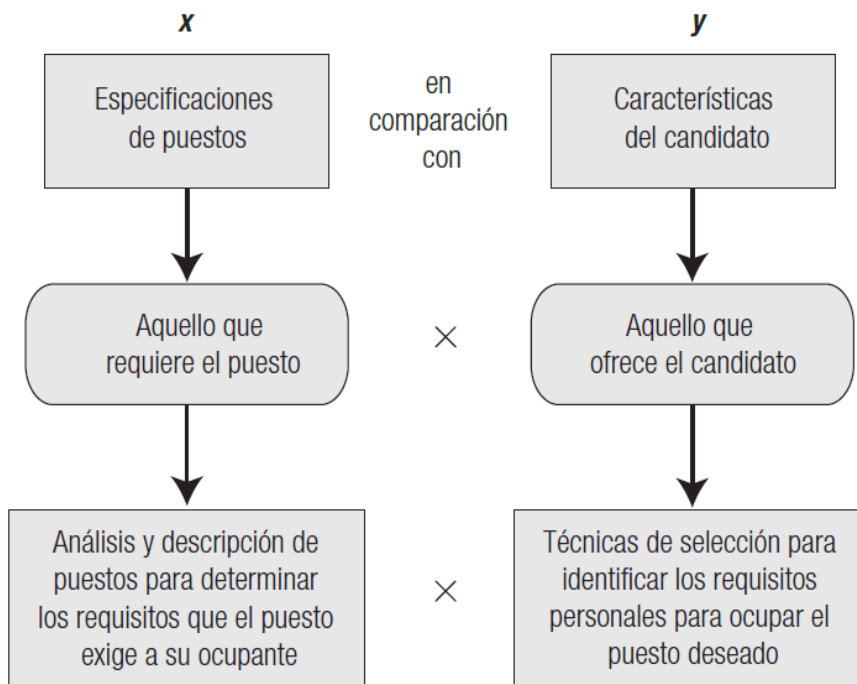 x
y
Especificaciones
de puestos
en
comparación
con
Características
del candidato
Aquello que
requiere el puesto
×
Aquello que
ofrece el candidato
Análisis y descripción de
puestos para determinar
los requisitos que el puesto
exige a su ocupante
×
Técnicas de selección para
identificar los requisitos
personales para ocupar el
puesto deseado